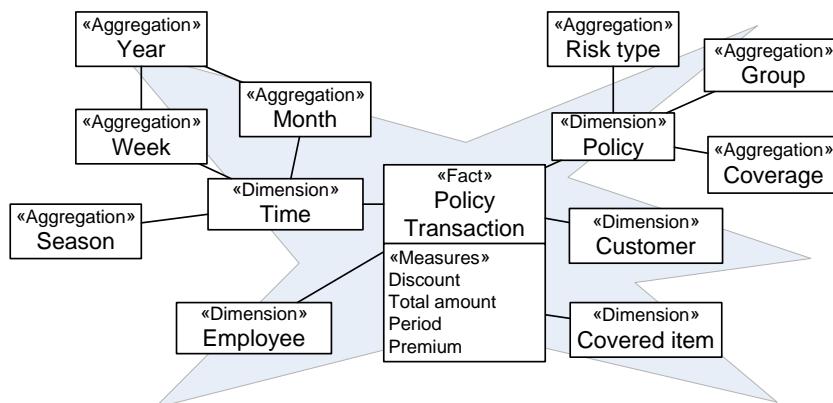 «Aggregation»
Year
«Aggregation»
Risk type
«Aggregation»
Group
«Aggregation»
Month
«Aggregation»
Week
«Dimension»
Policy
«Aggregation»
Coverage
«Fact»
Policy
Transaction
«Dimension»
Time
«Aggregation»
Season
«Dimension»
Customer
«Measures»
Discount
Total amount
Period
Premium
«Dimension»
Employee
«Dimension»
Covered item